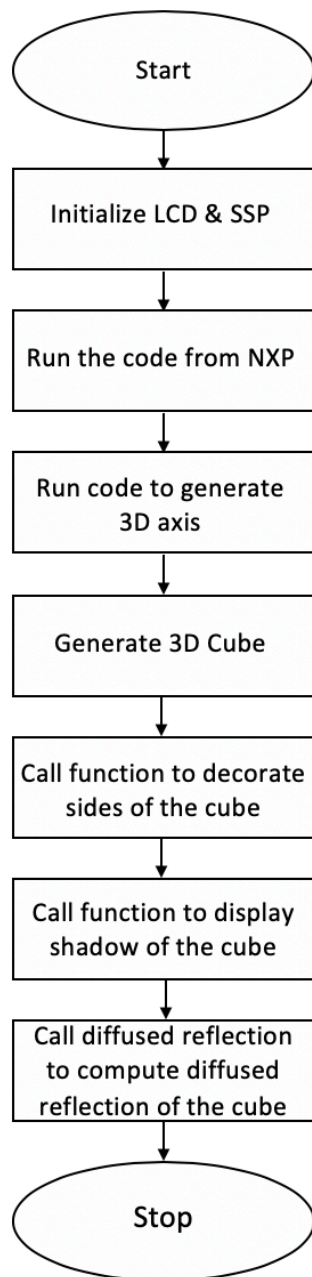 Start
Initialize LCD & SSP
Run the code from NXP
Run code to generate
3D axis
Generate 3D Cube
Call function to decorate
sides of the cube
Call function to display
shadow of the cube
Call diffused reflection
to compute diffused
reflection of the cube
Stop